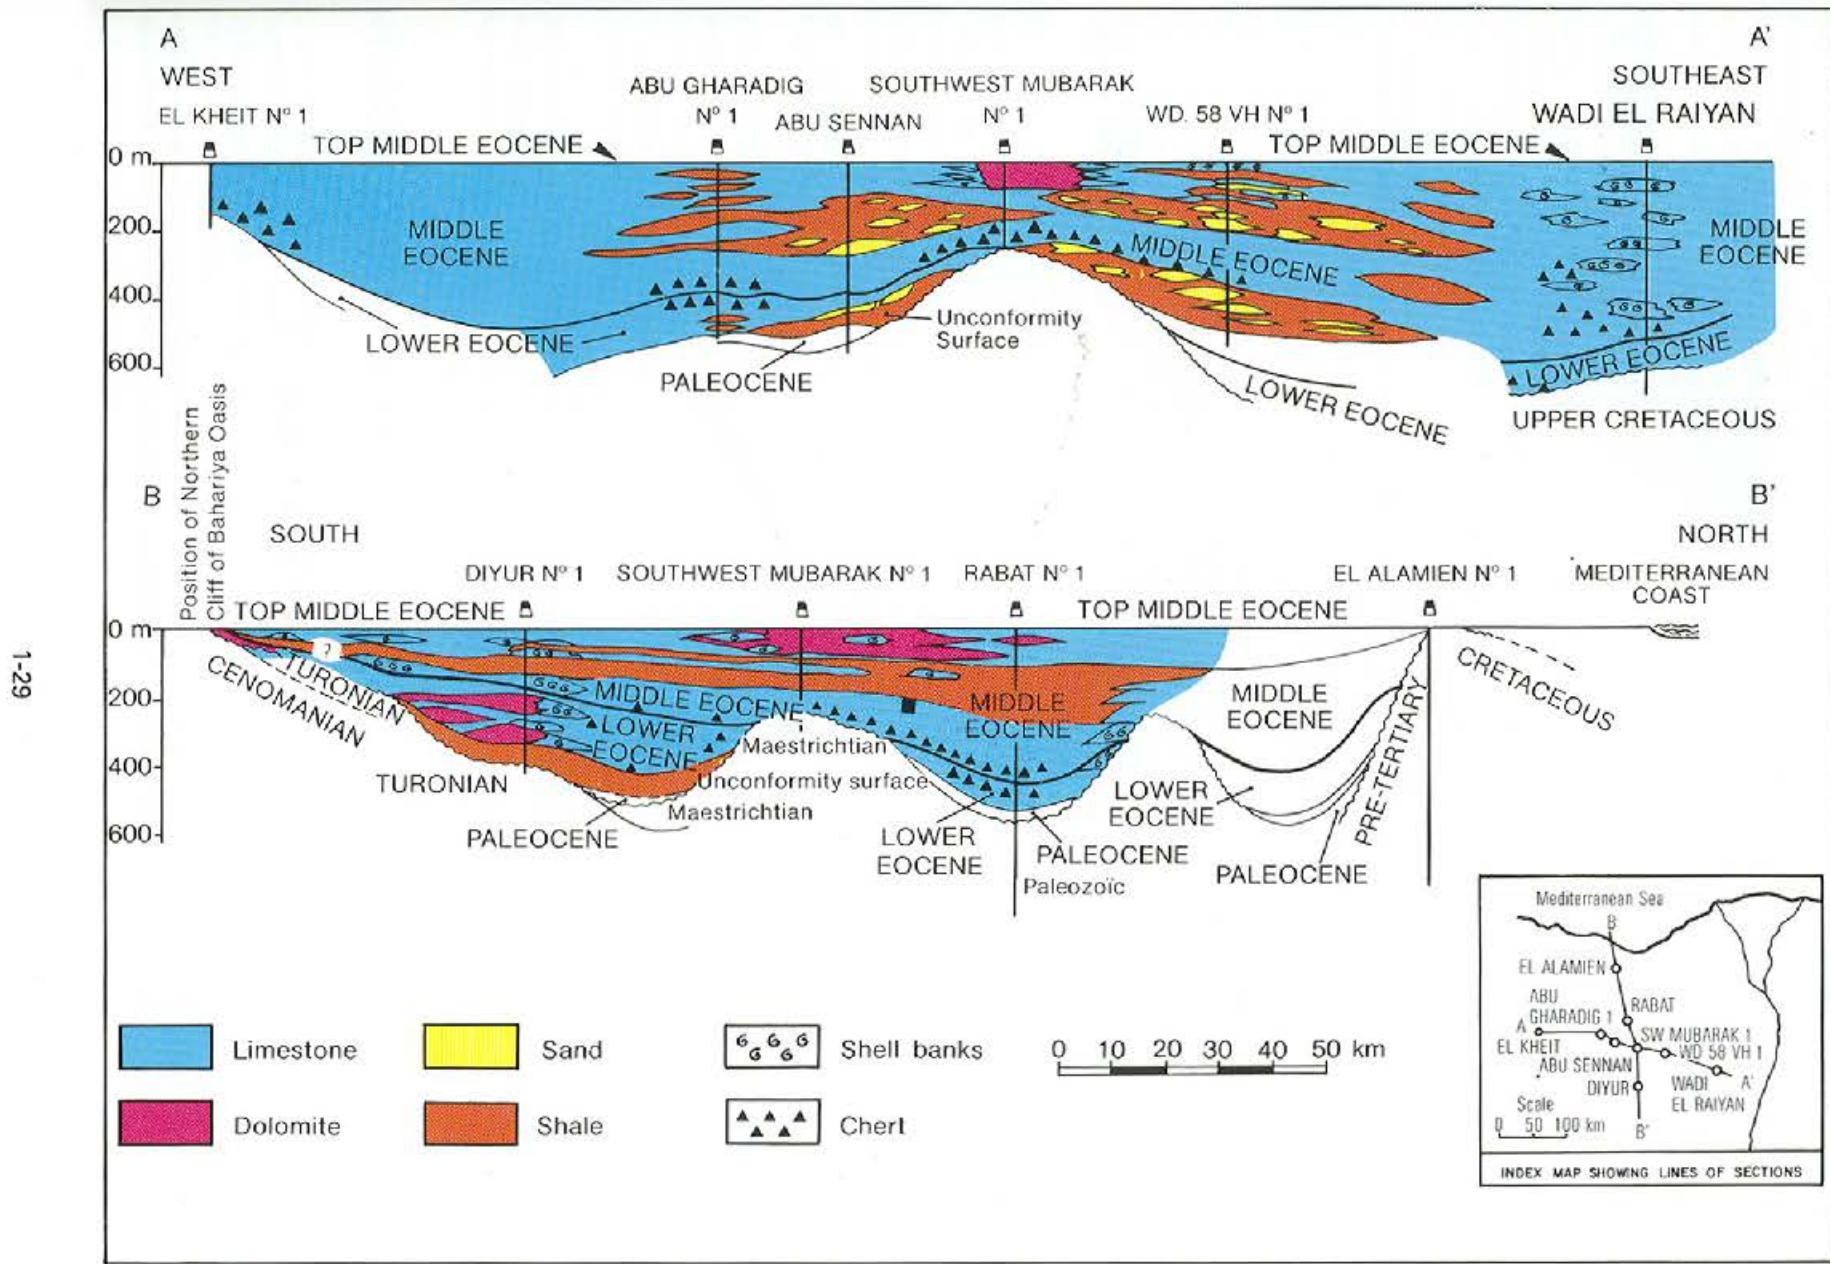 A
A'
WEST
SOUTHEAST
EL KHEIT Nº 1
ABU GHARADIG
Nº 1
ABU SENNAN
SOUTHWEST MUBARAK
Nº 1
WD. 58 VH Nº 1
WADI EL RAIYAN
TOP MIDDLE EOCENE
TOP MIDDLE EOCENE
0 m
200
400
600
MIDDLE
EOCENE
MIDDLE EOCENE
MIDDLE
EOCENE
LOWER EOCENE
Unconformity
Surface
PALEOCENE
LOWER EOCENE
LOWER EOCENE
UPPER CRETACEOUS
Position of Northern
Cliff of Bahariya Oasis
B
B'
SOUTH
NORTH
DIYUR Nº 1
SOUTHWEST MUBARAK Nº 1
RABAT Nº 1
EL ALAMIEN Nº 1
MEDITERRANEAN
COAST
TOP MIDDLE EOCENE
TOP MIDDLE EOCENE
0 m
200
400
600
?
TURONIAN
CENOMANIAN
TURONIAN
MIDDLE EOCENE
LOWER
EOCENE
MIDDLE
EOCENE
MIDDLE
EOCENE
CRETACEOUS
Maestrichtian
Unconformity surface
Maestrichtian
PALEOCENE
LOWER
EOCENE
PALEOCENE
Paleozoïc
LOWER
EOCENE
PALEOCENE
PRE-TERTIARY
1-29
Limestone
Sand
Shell banks
Dolomite
Shale
Chert
0 10 20 30 40 50 km
Mediterranean Sea
B
EL ALAMIEN
ABU
GHARADIG 1
RABAT
A
SW MUBARAK 1
EL KHEIT
WD 58 VH 1
ABU SENNAN
DIYUR
WADI
EL RAIYAN
A'
Scale
0 50 100 km
B'
INDEX MAP SHOWING LINES OF SECTIONS